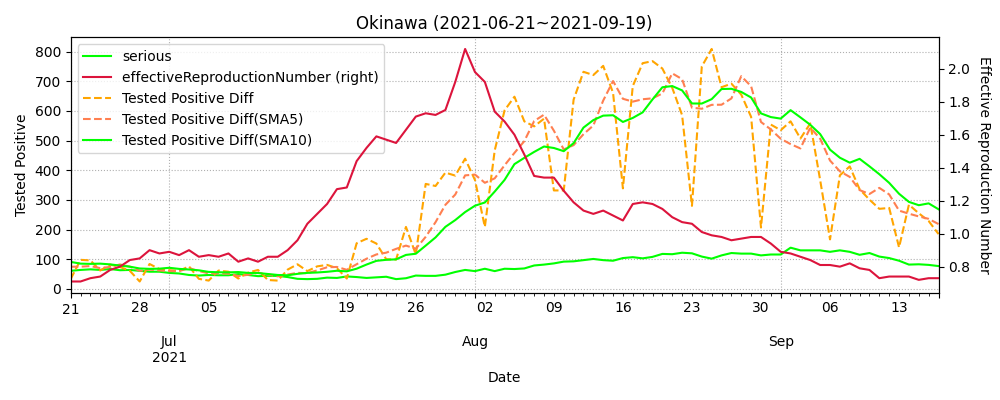 Okinawa (2021-06-21~2021-09-19)
serious
effectiveReproductionNumber (right)
Tested Positive Diff
Tested Positive Diff(SMA5)
Tested Positive Diff(SMA10)
Tested Positive
800
700
600
500
400
300
200
100
0
2.0
1.8
1.6
1.4
1.2
1.0
0.8
Effective Reproduction Number
21 28 05 12 19 26 02 09 16 23 30 06 13
Jul Aug Sep
2021
Date